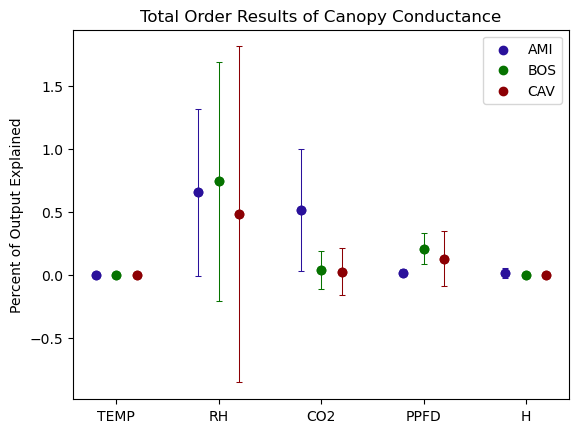 Total Order Results of Canopy Conductance
AMI
BOS
CAV
Percent of Output Explained
1.5
1.0
0.5
0.0
−0.5
TEMP
RH
CO2
PPFD
H